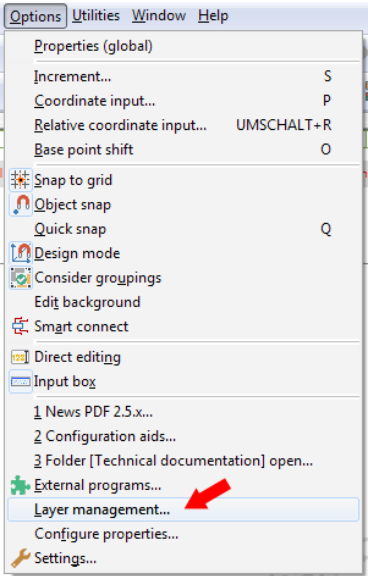 Options Utilities Window Help
Properties (global)
Increment... S
Coordinate input... P
Relative coordinate input... UMSCHALT+R
Base point shift O
Snap to grid
Object snap
Quick snap Q
Design mode
Consider groupings
Edit background
Smart connect
Direct editing
Input box
1 News PDF 2.5.x...
2 Configuration aids...
3 Folder [Technical documentation] open...
External programs...
Layer management...
Configure properties...
Settings...